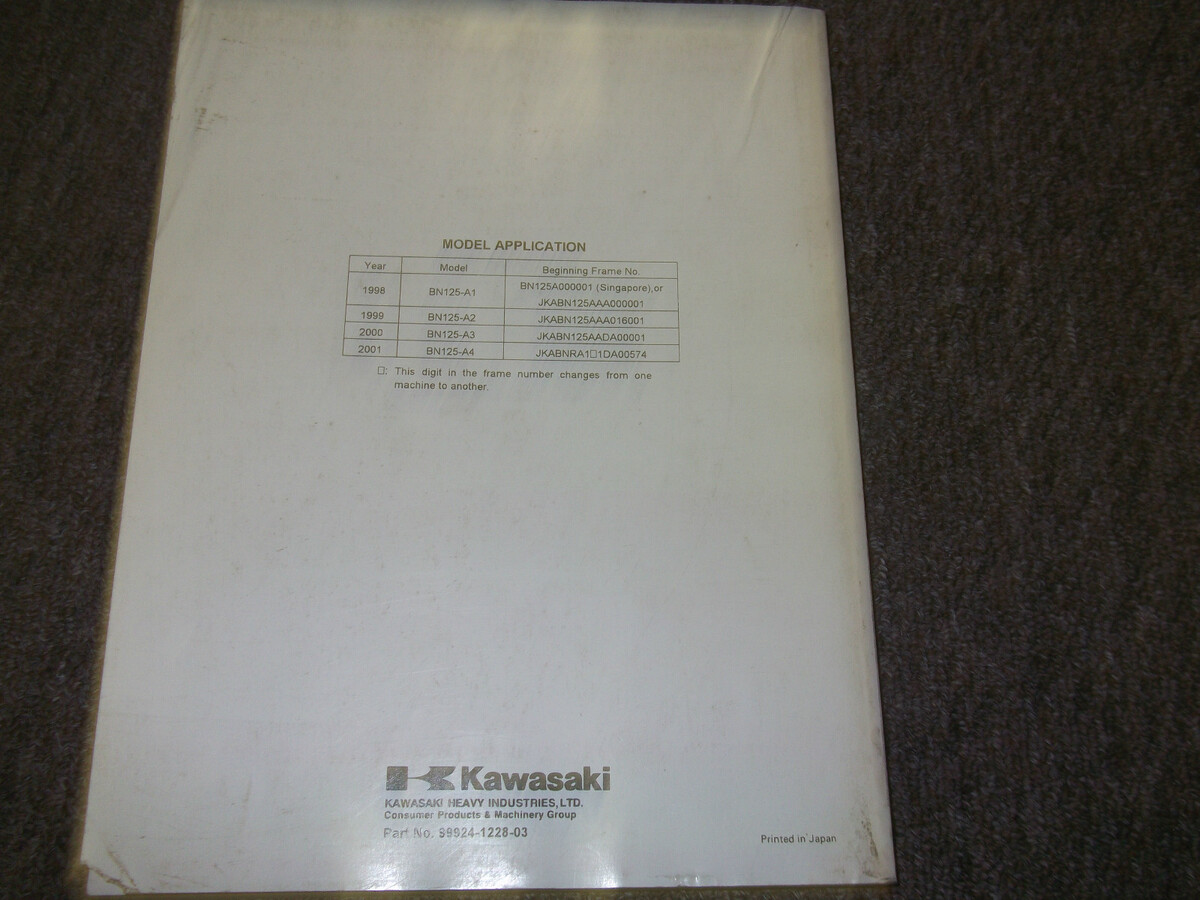 MODEL APPLICATION
Year Model Beginning Frame No.
1998 BN125-A1 BN125A000001 (Singapore),or
JKABN125AAA000001
1999 BN125-A2 JKABN125AAA016001
2000 BN125-A3 JKABN125AADA00001
2001 BN125-A4 JKABNRA1□1DA00574
□: This digit in the frame number changes from one
machine to another.
Kawasaki
KAWASAKI HEAVY INDUSTRIES,LTD.
Consumer Products & Machinery Group
Part No. 99924-1228-03
Printed in Japan